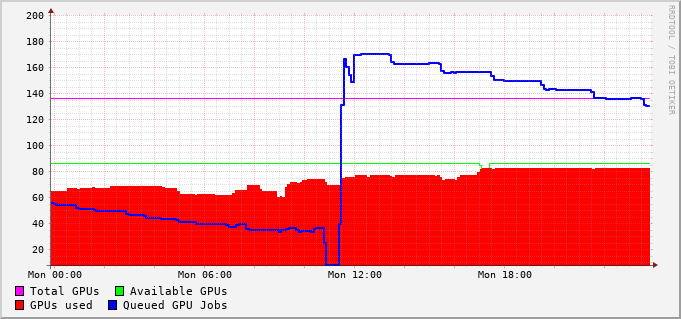 200
180
160
140
120
100
80
60
40
20
Mon 00:00 Mon 06:00 Mon 12:00 Mon 18:00
Total GPUs Available GPUs
GPUs used Queued GPU Jobs
RRDTOOL / TOBI OETIKER